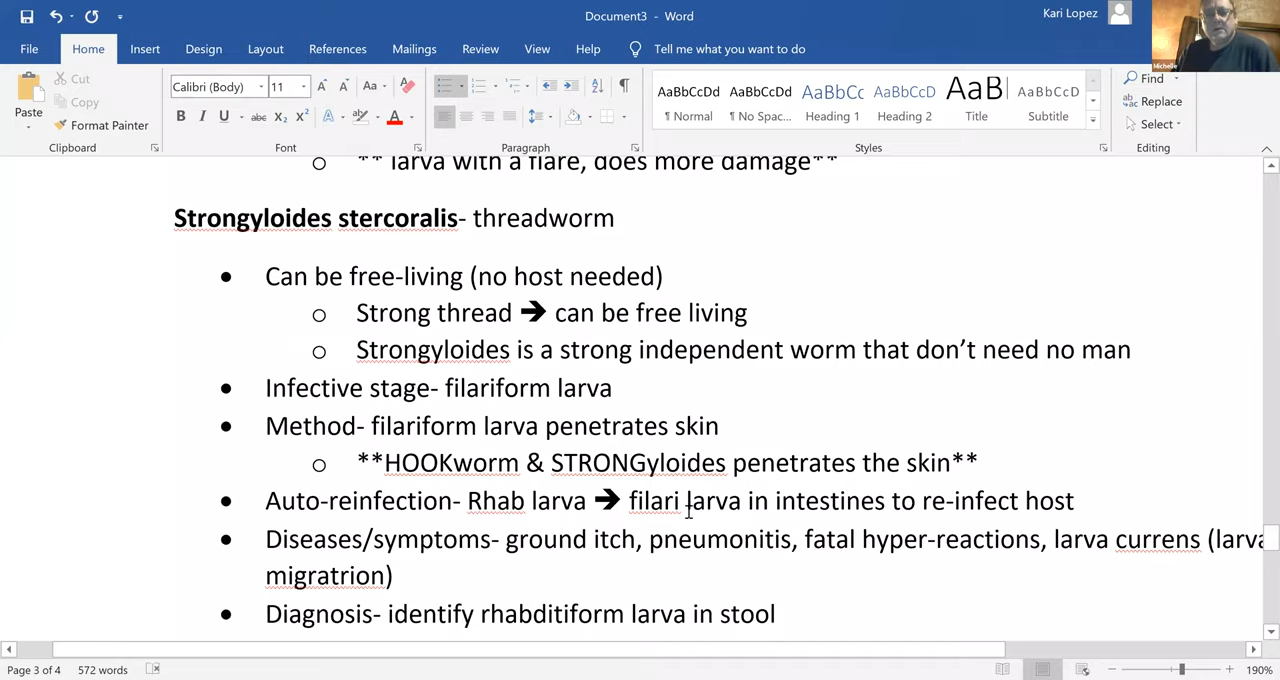 Document3 - Word
Kari Lopez
Michelle
File Home Insert Design Layout References Mailings Review View Help Tell me what you want to do
Paste
Cut
Copy
Format Painter
Clipboard
Calibri (Body) 11
Aa
B I U abc X₂ X² A A
Font
Paragraph
AaBbCcDd AaBbCcDd AaBbCc AaBbCcD AaB AaBbCcD
¶ Normal ¶ No Spac... Heading 1 Heading 2 Title Subtitle
Styles
Find
Replace
Select
Editing
o ** larva with a flare, does more damage**
Strongyloides stercoralis- threadworm
• Can be free-living (no host needed)
o Strong thread ➔ can be free living
o Strongyloides is a strong independent worm that don’t need no man
• Infective stage- filariform larva
• Method- filariform larva penetrates skin
o **HOOKworm & STRONGyloides penetrates the skin**
• Auto-reinfection- Rhab larva ➔ filari larva in intestines to re-infect host
• Diseases/symptoms- ground itch, pneumonitis, fatal hyper-reactions, larva currens (larva
migratrion)
• Diagnosis- identify rhabditiform larva in stool
Page 3 of 4 572 words 190%